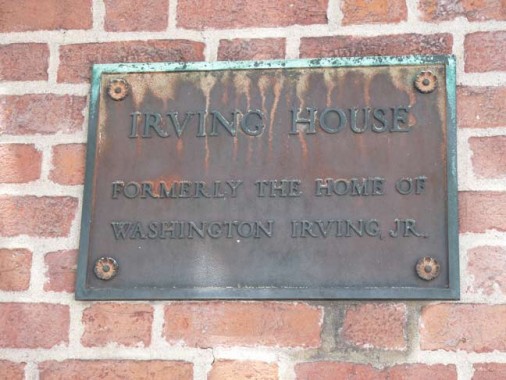 IRVING HOUSE
FORMERLY THE HOME OF
WASHINGTON IRVING, JR.,